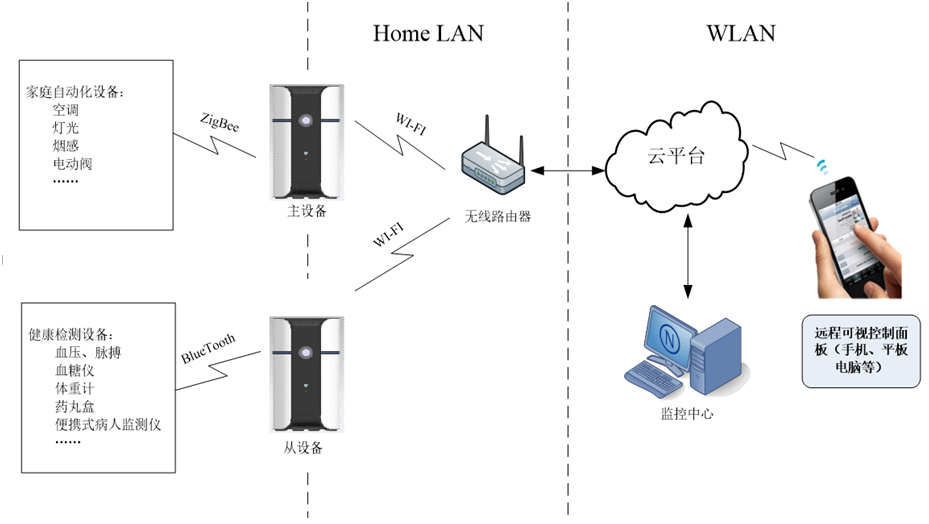 Home LAN
WLAN
家庭自动化设备：
空调
灯光
烟感
电动阀
……
ZigBee
主设备
WI-FI
无线路由器
云平台
WI-FI
健康检测设备：
血压、脉搏
血糖仪
体重计
药丸盒
便携式病人监测仪
……
BlueTooth
从设备
N
监控中心
远程可视控制面
板（手机、平板
电脑等）